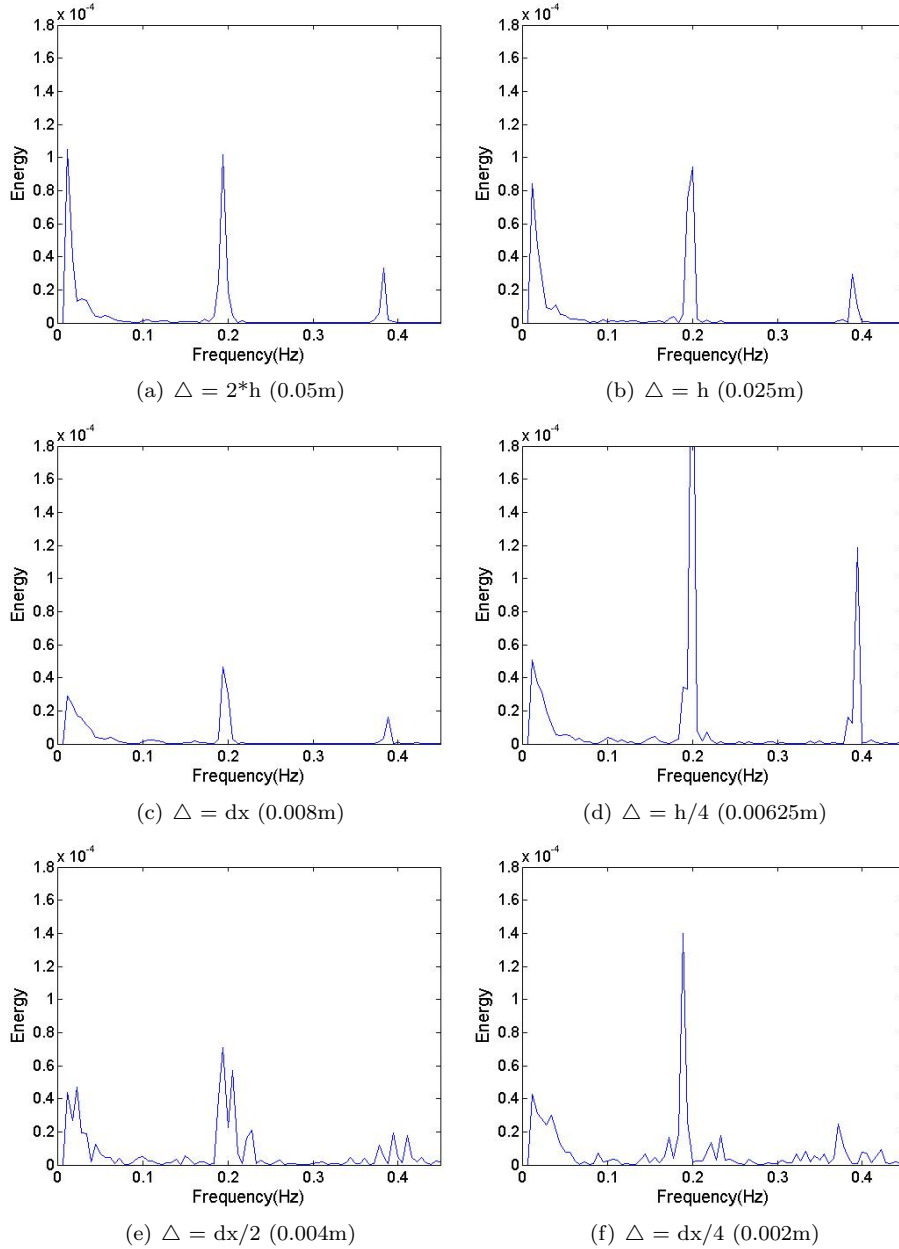 x 10⁻⁴
1.8
1.6
1.4
1.2
1
0.8
0.6
0.4
0.2
0
Energy
0 0.1 0.2 0.3 0.4
Frequency(Hz)
(a) △ = 2*h (0.05m)
x 10⁻⁴
1.8
1.6
1.4
1.2
1
0.8
0.6
0.4
0.2
0
Energy
0 0.1 0.2 0.3 0.4
Frequency(Hz)
(b) △ = h (0.025m)
x 10⁻⁴
1.8
1.6
1.4
1.2
1
0.8
0.6
0.4
0.2
0
Energy
0 0.1 0.2 0.3 0.4
Frequency(Hz)
(c) △ = dx (0.008m)
x 10⁻⁴
1.8
1.6
1.4
1.2
1
0.8
0.6
0.4
0.2
0
Energy
0 0.1 0.2 0.3 0.4
Frequency(Hz)
(d) △ = h/4 (0.00625m)
x 10⁻⁴
1.8
1.6
1.4
1.2
1
0.8
0.6
0.4
0.2
0
Energy
0 0.1 0.2 0.3 0.4
Frequency(Hz)
(e) △ = dx/2 (0.004m)
x 10⁻⁴
1.8
1.6
1.4
1.2
1
0.8
0.6
0.4
0.2
0
Energy
0 0.1 0.2 0.3 0.4
Frequency(Hz)
(f) △ = dx/4 (0.002m)